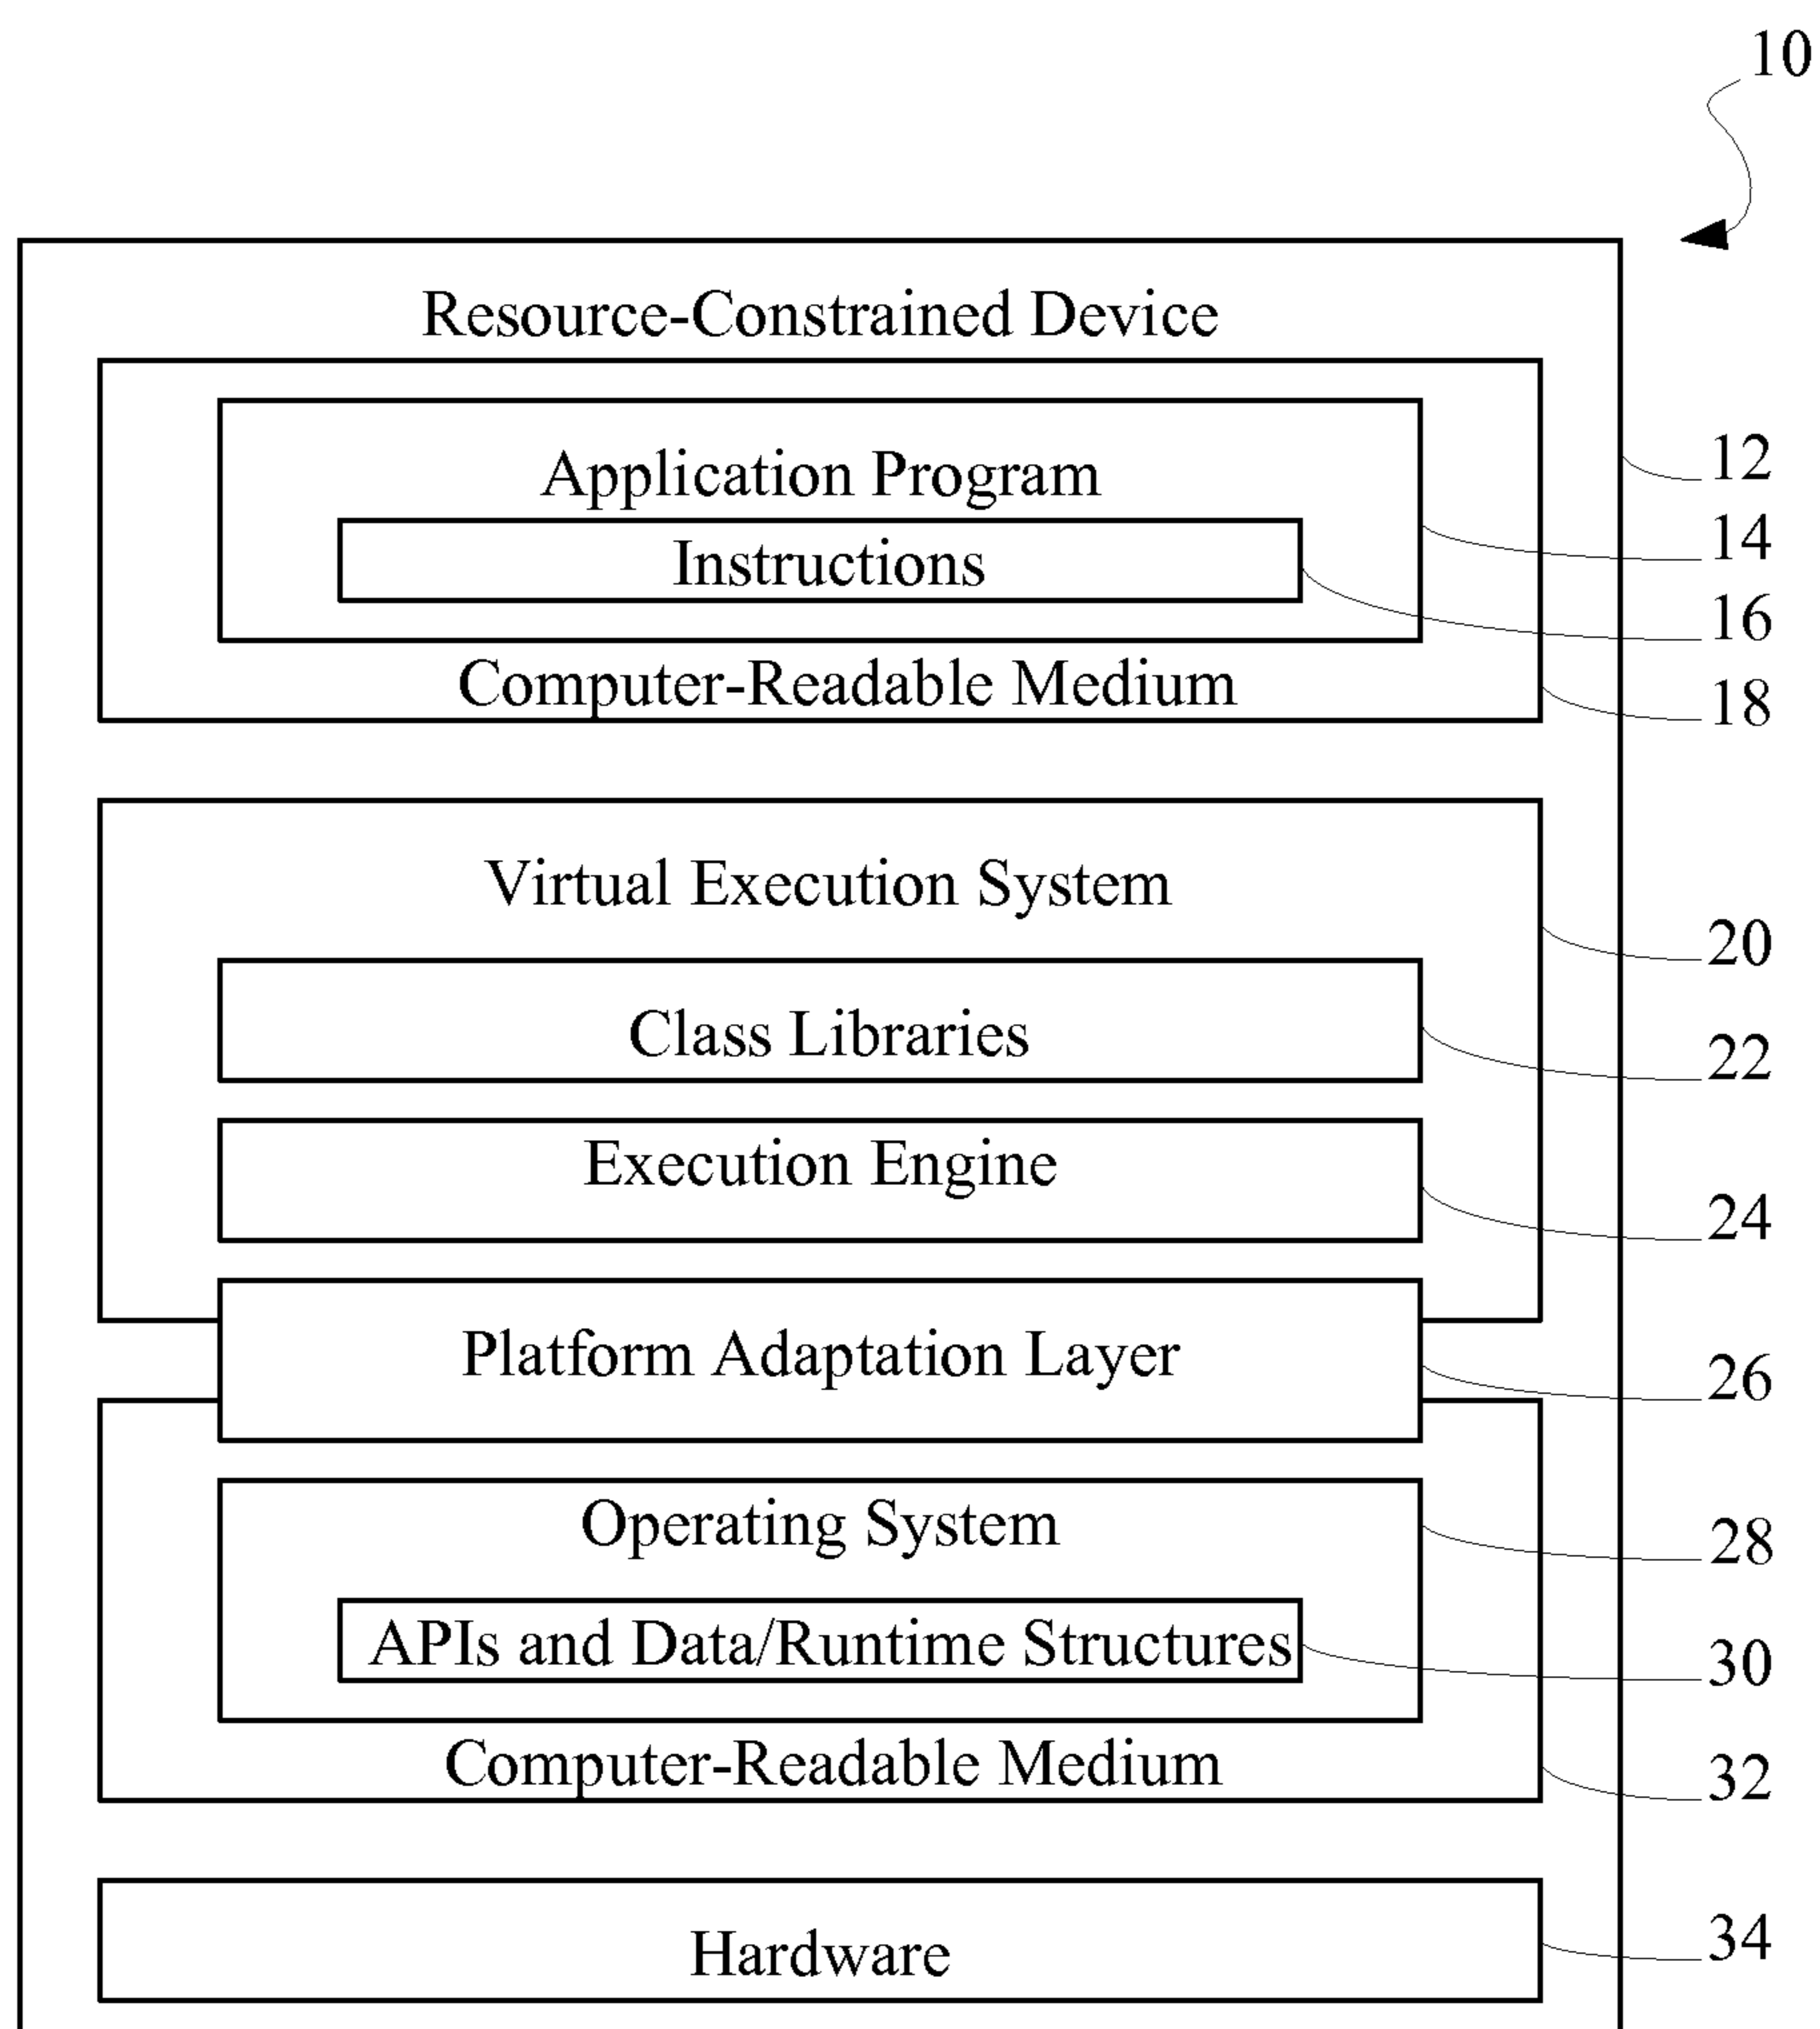 10
Resource-Constrained Device
12
Application Program
14
Instructions
16
Computer-Readable Medium
18
Virtual Execution System
20
Class Libraries
22
Execution Engine
24
Platform Adaptation Layer
26
Operating System
28
APIs and Data/Runtime Structures
30
Computer-Readable Medium
32
Hardware
34